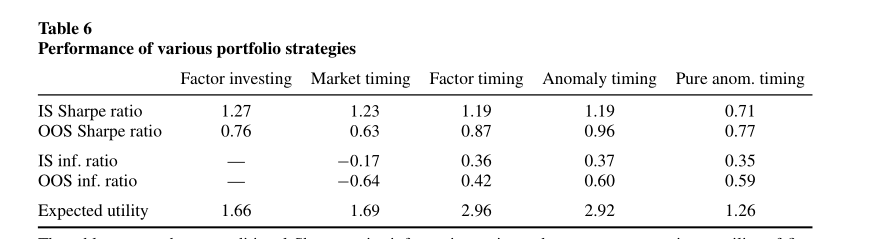 Table 6
Performance of various portfolio strategies
Factor investing Market timing Factor timing Anomaly timing Pure anom. timing
IS Sharpe ratio 1.27 1.23 1.19 1.19 0.71
OOS Sharpe ratio 0.76 0.63 0.87 0.96 0.77
IS inf. ratio — −0.17 0.36 0.37 0.35
OOS inf. ratio — −0.64 0.42 0.60 0.59
Expected utility 1.66 1.69 2.96 2.92 1.26